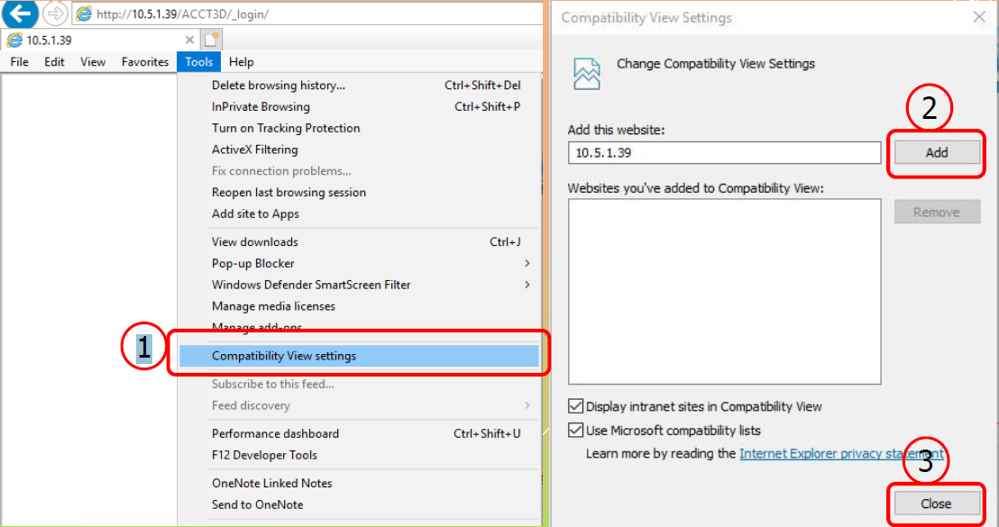 http://10.5.1.39/ACCT3D/_login/
10.5.1.39
File Edit View Favorites Tools Help
Delete browsing history... Ctrl+Shift+Del
InPrivate Browsing Ctrl+Shift+P
Turn on Tracking Protection
ActiveX Filtering
Fix connection problems...
Reopen last browsing session
Add site to Apps
View downloads Ctrl+J
Pop-up Blocker
Windows Defender SmartScreen Filter
Manage media licenses
Manage add-ons
1
Compatibility View settings
Subscribe to this feed...
Feed discovery
Performance dashboard Ctrl+Shift+U
F12 Developer Tools
OneNote Linked Notes
Send to OneNote
Compatibility View Settings
Change Compatibility View Settings
2
Add this website:
10.5.1.39 Add
Websites you've added to Compatibility View:
Remove
Display intranet sites in Compatibility View
Use Microsoft compatibility lists
Learn more by reading the Internet Explorer privacy statement
3
Close